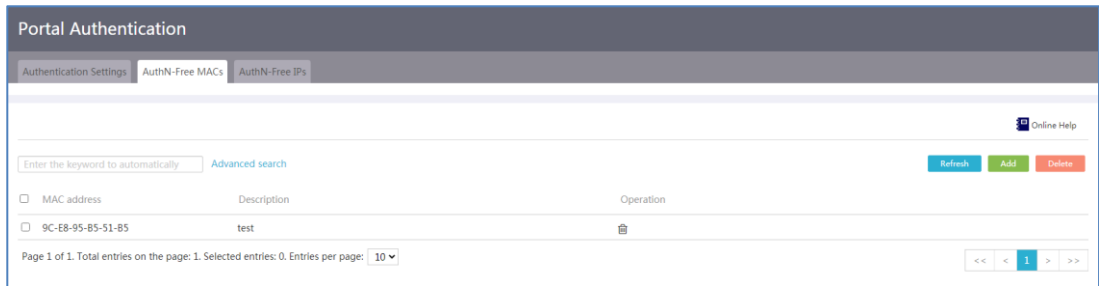 Portal Authentication
Authentication Settings AuthN-Free MACs AuthN-Free IPs
Online Help
Enter the keyword to automatically Advanced search Refresh Add Delete
MAC address Description Operation
9C-E8-95-B5-51-B5 test
Page 1 of 1. Total entries on the page: 1. Selected entries: 0. Entries per page: 10 << < 1 > >>